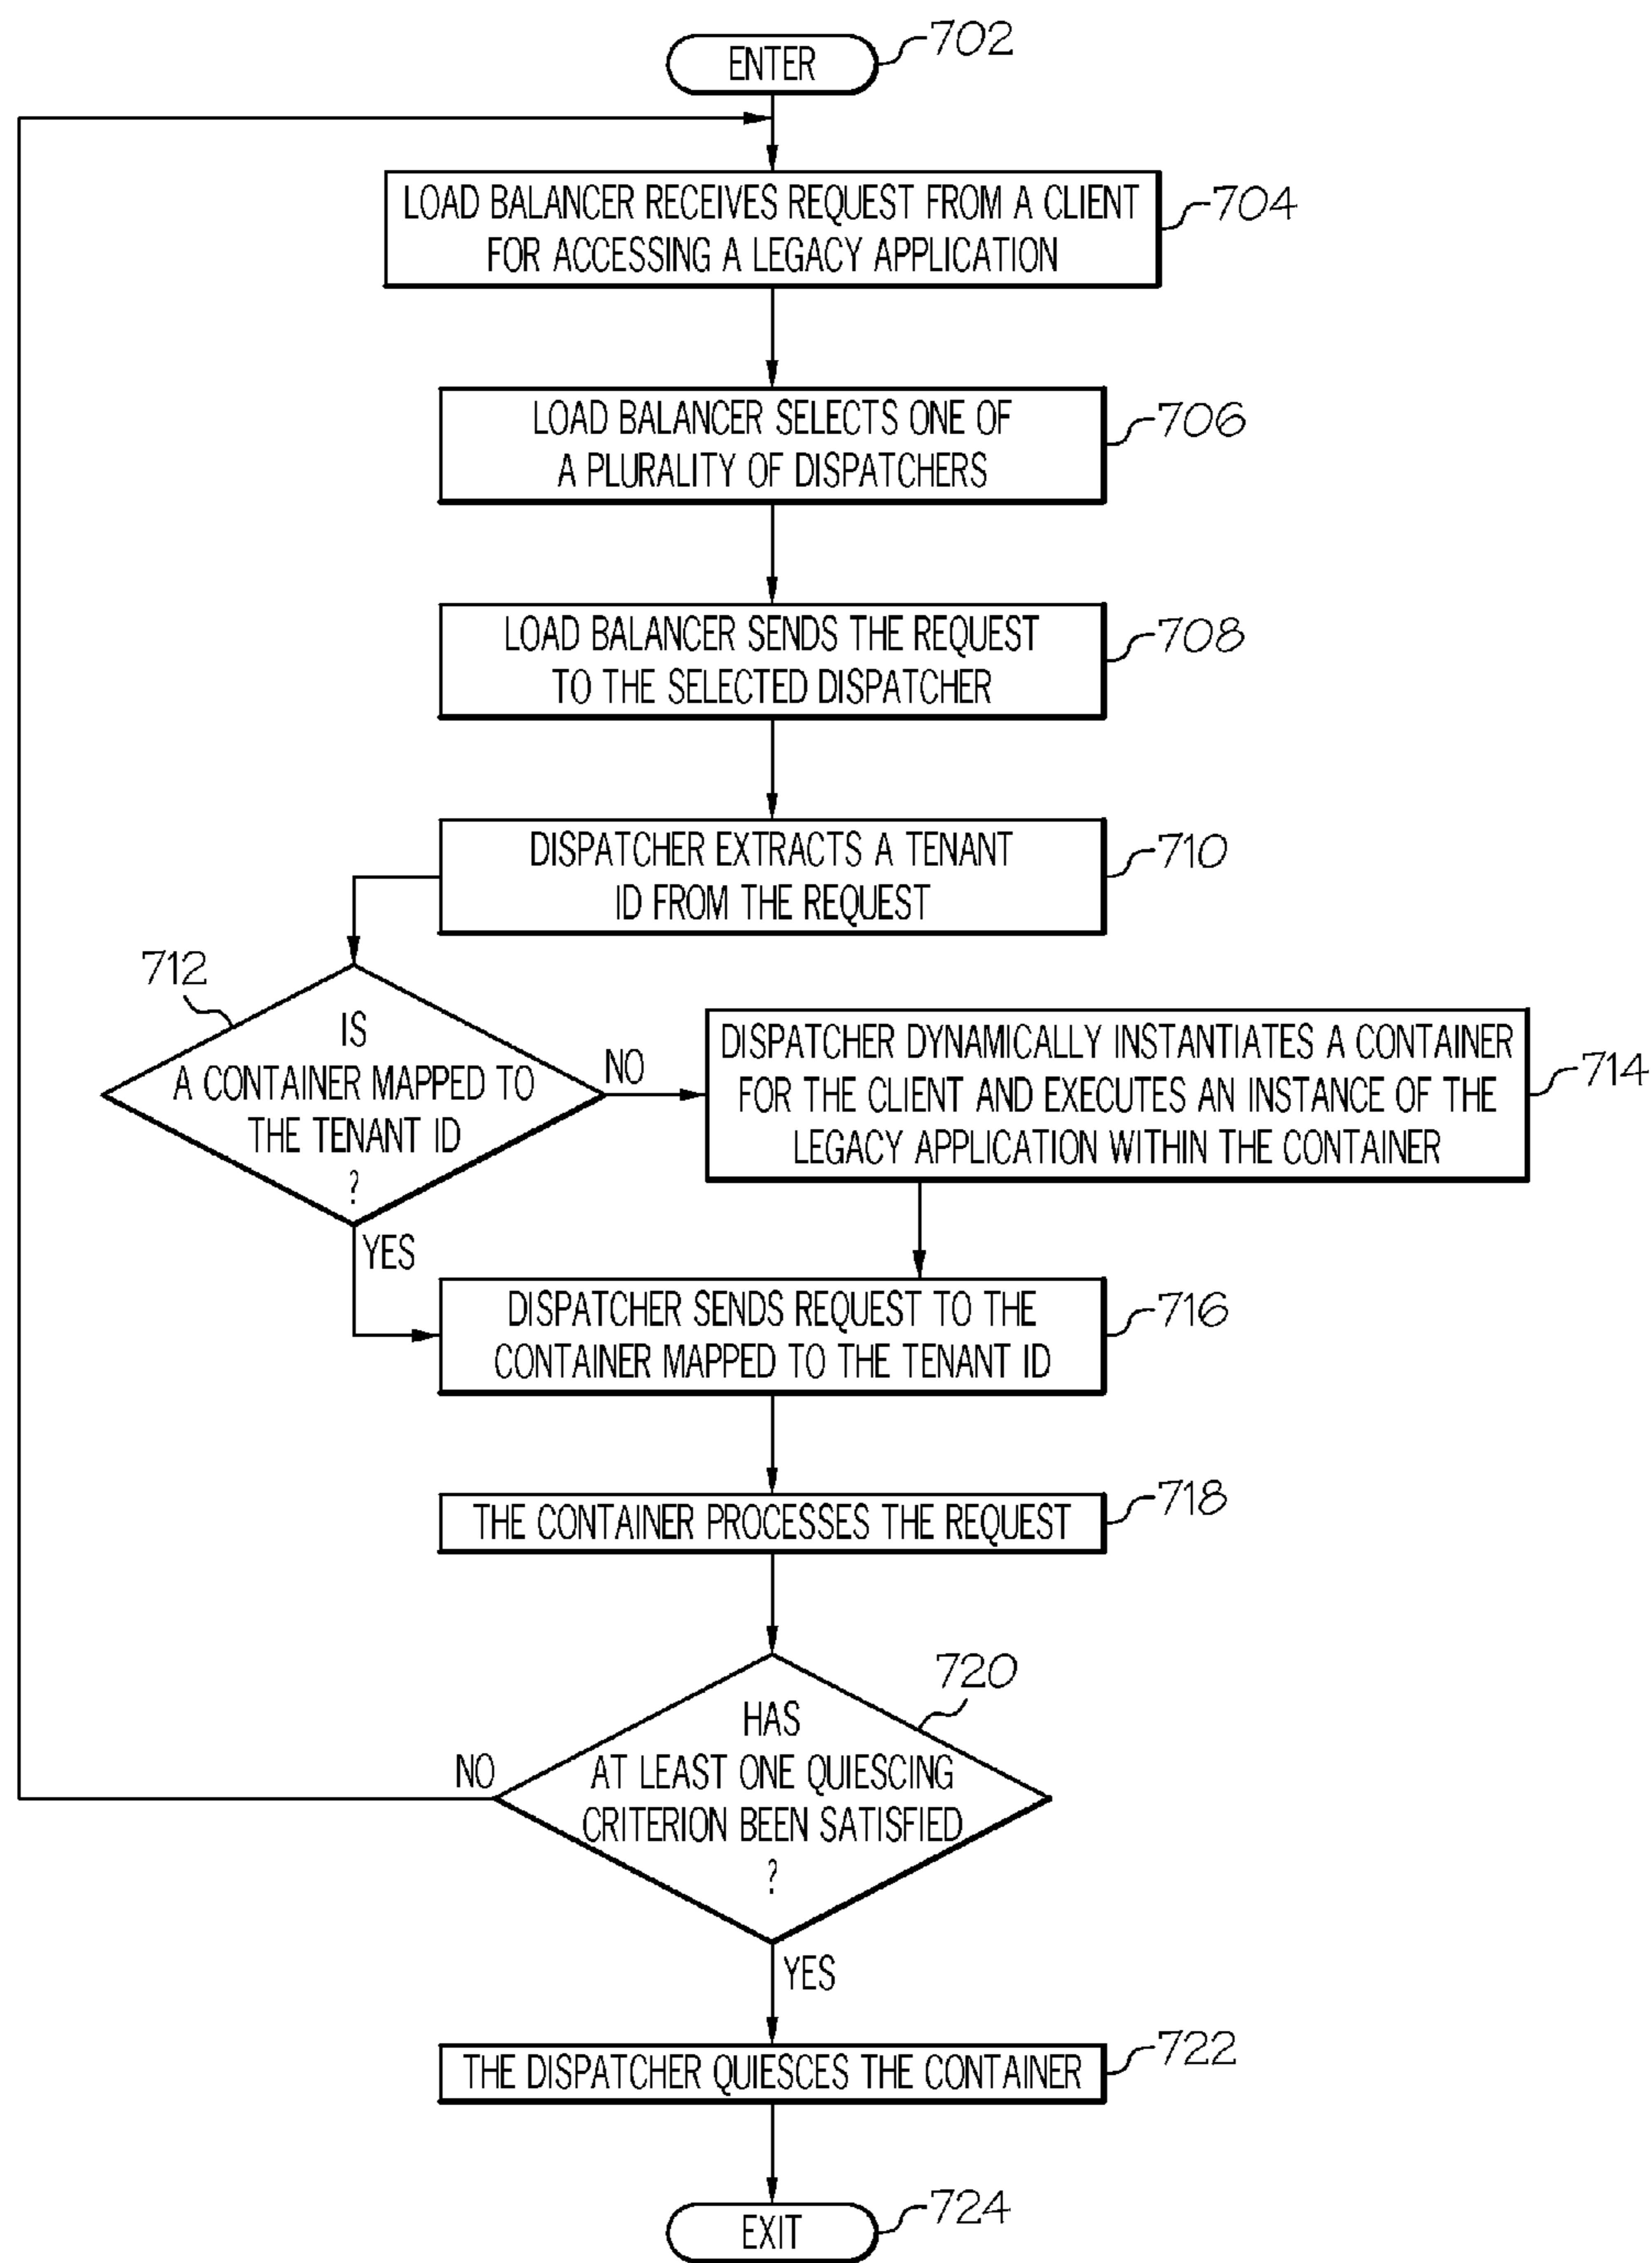 ENTER
702
LOAD BALANCER RECEIVES REQUEST FROM A CLIENT
FOR ACCESSING A LEGACY APPLICATION
704
LOAD BALANCER SELECTS ONE OF
A PLURALITY OF DISPATCHERS
706
LOAD BALANCER SENDS THE REQUEST
TO THE SELECTED DISPATCHER
708
DISPATCHER EXTRACTS A TENANT
ID FROM THE REQUEST
710
712
IS
A CONTAINER MAPPED TO
THE TENANT ID
?
NO
YES
DISPATCHER DYNAMICALLY INSTANTIATES A CONTAINER
FOR THE CLIENT AND EXECUTES AN INSTANCE OF THE
LEGACY APPLICATION WITHIN THE CONTAINER
714
DISPATCHER SENDS REQUEST TO THE
CONTAINER MAPPED TO THE TENANT ID
716
THE CONTAINER PROCESSES THE REQUEST
718
720
HAS
AT LEAST ONE QUIESCING
CRITERION BEEN SATISFIED
?
NO
YES
THE DISPATCHER QUIESCES THE CONTAINER
722
EXIT
724